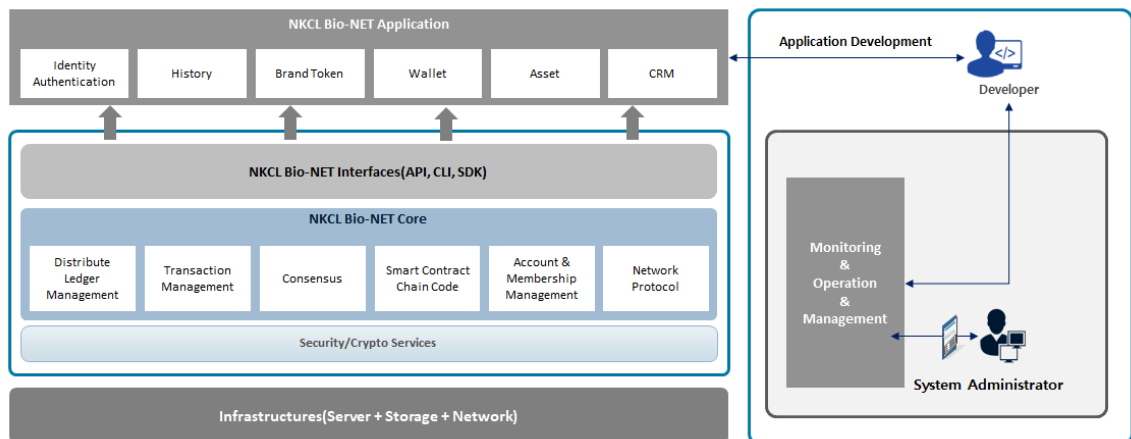 NKCL Bio-NET Application
Identity
Authentication
History
Brand Token
Wallet
Asset
CRM
NKCL Bio-NET Interfaces(API, CLI, SDK)
NKCL Bio-NET Core
Distribute
Ledger
Management
Transaction
Management
Consensus
Smart Contract
Chain Code
Account &
Membership
Management
Network
Protocol
Security/Crypto Services
Infrastructures(Server + Storage + Network)
Application Development
</>
Developer
Monitoring
&
Operation
&
Management
System Administrator